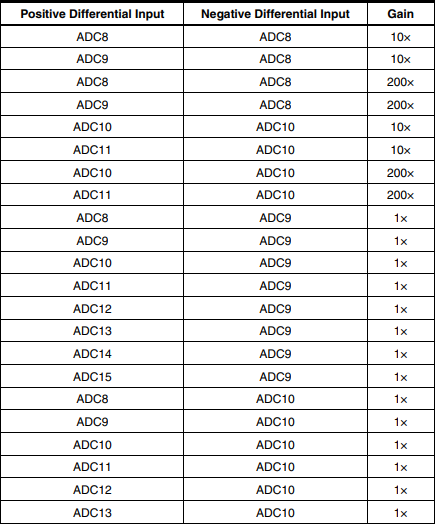 Positive Differential Input Negative Differential Input Gain
ADC8 ADC8 10×
ADC9 ADC8 10×
ADC8 ADC8 200×
ADC9 ADC8 200×
ADC10 ADC10 10×
ADC11 ADC10 10×
ADC10 ADC10 200×
ADC11 ADC10 200×
ADC8 ADC9 1×
ADC9 ADC9 1×
ADC10 ADC9 1×
ADC11 ADC9 1×
ADC12 ADC9 1×
ADC13 ADC9 1×
ADC14 ADC9 1×
ADC15 ADC9 1×
ADC8 ADC10 1×
ADC9 ADC10 1×
ADC10 ADC10 1×
ADC11 ADC10 1×
ADC12 ADC10 1×
ADC13 ADC10 1×